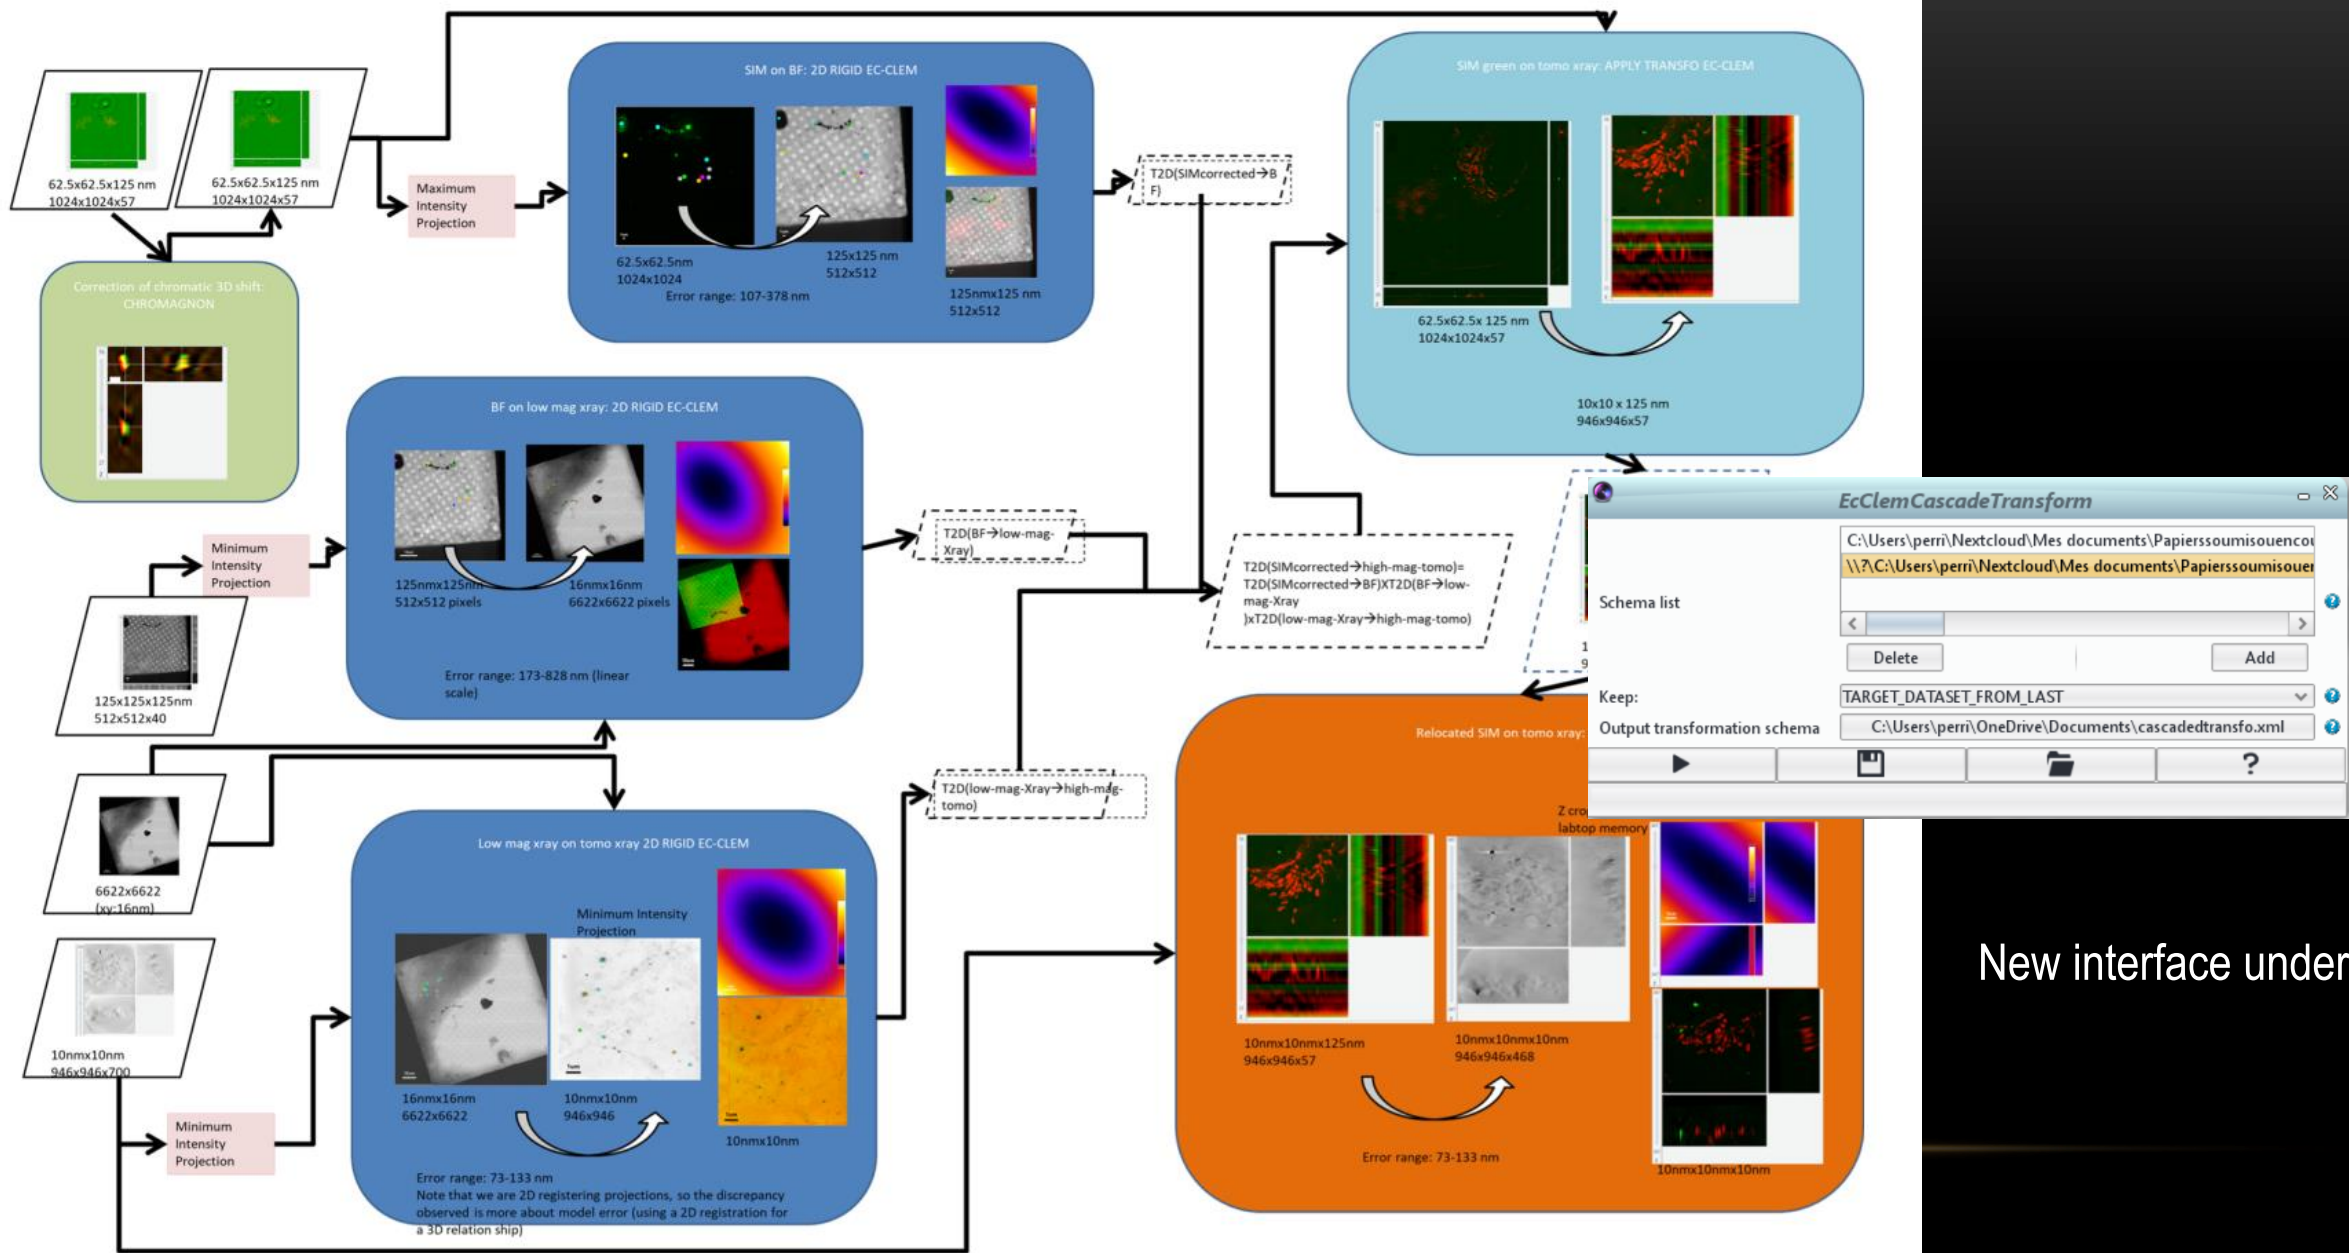 SIM on BF: 2D RIGID EC-CLEM
62.5x62.5nm
1024x1024
125x125 nm
512x512
Error range: 107-378 nm
125nmx125 nm
512x512
62.5x62.5x125 nm
1024x1024x57
62.5x62.5x125 nm
1024x1024x57
Maximum
Intensity
Projection
T2D(SIMcorrected→B
F)
SIM green on tomo xray: APPLY TRANSFO EC-CLEM
62.5x62.5x 125 nm
1024x1024x57
10x10 x 125 nm
946x946x57
Correction of chromatic 3D shift:
CHROMAGNON
BF on low mag xray: 2D RIGID EC-CLEM
125nmx125nm
512x512 pixels
16nmx16nm
6622x6622 pixels
Error range: 173-828 nm (linear
scale)
Minimum
Intensity
Projection
125x125x125nm
512x512x40
T2D(BF→low-mag-
Xray)
T2D(SIMcorrected→high-mag-tomo)=
T2D(SIMcorrected→BF)XT2D(BF→low-
mag-Xray
)xT2D(low-mag-Xray→high-mag-tomo)
1
9
EcClemCascadeTransform
C:\Users\perri\Nextcloud\Mes documents\Papierssoumisouencou
\\?\C:\Users\perri\Nextcloud\Mes documents\Papierssoumisouer
Schema list
Delete
Add
Keep:
TARGET_DATASET_FROM_LAST
Output transformation schema
C:\Users\perri\OneDrive\Documents\cascadedtransfo.xml
?
6622x6622
(xy:16nm)
10nmx10nm
946x946x700
Minimum
Intensity
Projection
Low mag xray on tomo xray 2D RIGID EC-CLEM
Minimum Intensity
Projection
1um
16nmx16nm
6622x6622
10nmx10nm
946x946
10nmx10nm
Error range: 73-133 nm
Note that we are 2D registering projections, so the discrepancy
observed is more about model error (using a 2D registration for
a 3D relation ship)
T2D(low-mag-Xray→high-mag-
tomo)
Relocated SIM on tomo xray:
Z cro
labtop memory
10nmx10nmx125nm
946x946x57
10nmx10nmx10nm
946x946x468
Error range: 73-133 nm
10nmx10nmx10nm
New interface under